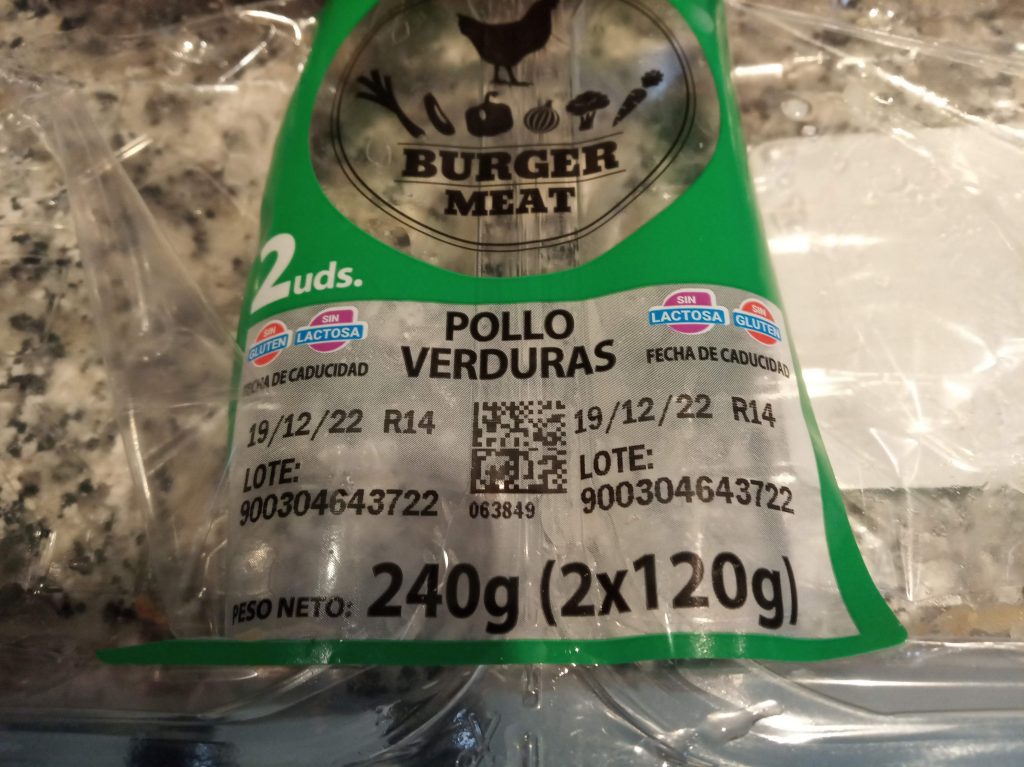 BURGER
MEAT
2uds.
SIN
GLUTEN
SIN
LACTOSA
POLLO
VERDURAS
SIN
LACTOSA
SIN
GLUTEN
FECHA DE CADUCIDAD
FECHA DE CADUCIDAD
19/12/22 R14
19/12/22 R14
LOTE:
900304643722
063849
LOTE:
900304643722
PESO NETO: 240g (2x120g)